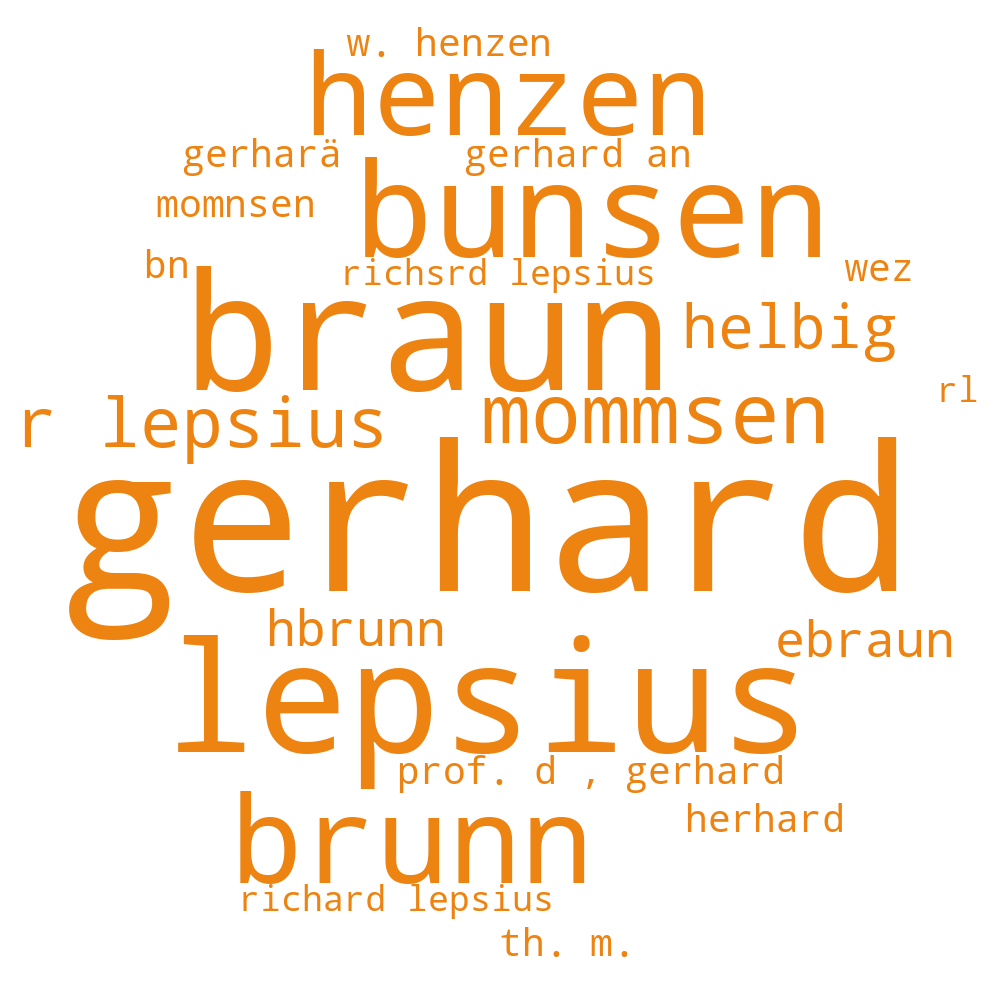 w. henzen
henzen
gerharä
gerhard an
bunsen
momnsen
bn
richsrd lepsius
wez
braun
helbig
rl
r lepsius
mommsen
gerhard
hbrunn
ebraun
lepsius
prof. d , gerhard
herhard
brunn
richard lepsius
th. m.